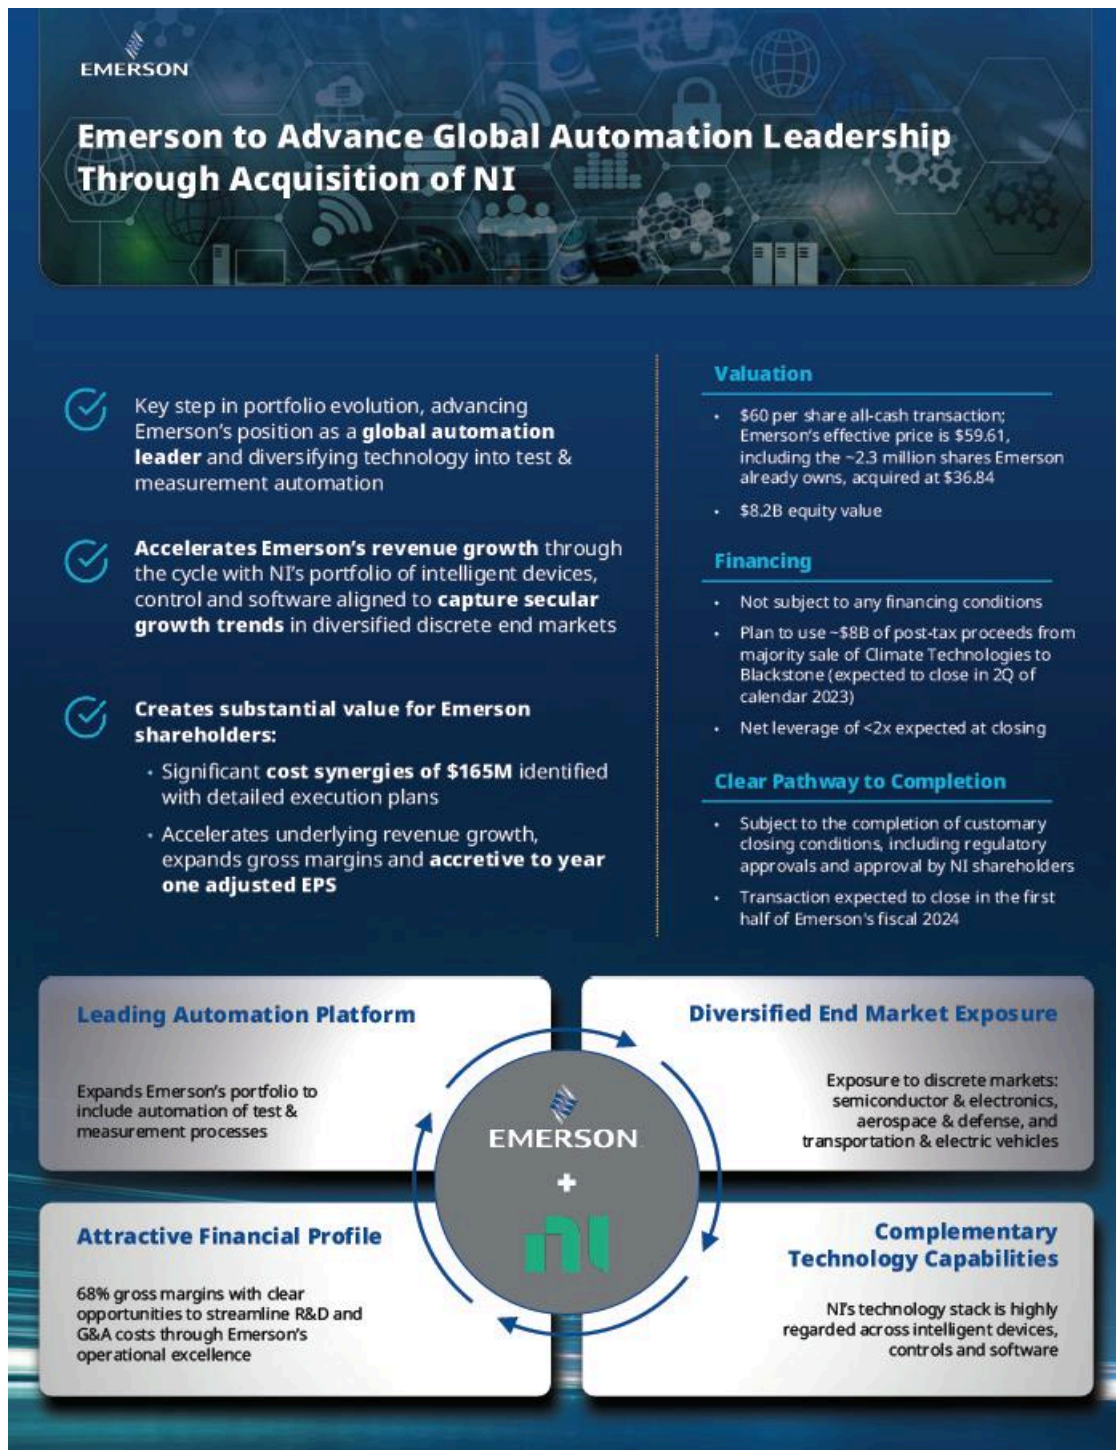 EMERSON
Emerson to Advance Global Automation Leadership
Through Acquisition of NI
Key step in portfolio evolution, advancing
Emerson's position as a global automation
leader and diversifying technology into test &
measurement automation
Accelerates Emerson's revenue growth through
the cycle with NI's portfolio of intelligent devices,
control and software aligned to capture secular
growth trends in diversified discrete end markets
Creates substantial value for Emerson
shareholders:
• Significant cost synergies of $165M identified
with detailed execution plans
• Accelerates underlying revenue growth,
expands gross margins and accretive to year
one adjusted EPS
Valuation
• $60 per share all-cash transaction;
Emerson's effective price is $59.61,
including the ~2.3 million shares Emerson
already owns, acquired at $36.84
• $8.2B equity value
Financing
• Not subject to any financing conditions
• Plan to use ~$8B of post-tax proceeds from
majority sale of Climate Technologies to
Blackstone (expected to close in 2Q of
calendar 2023)
• Net leverage of <2x expected at closing
Clear Pathway to Completion
• Subject to the completion of customary
closing conditions, including regulatory
approvals and approval by NI shareholders
• Transaction expected to close in the first
half of Emerson's fiscal 2024
Leading Automation Platform
Expands Emerson's portfolio to
include automation of test &
measurement processes
Diversified End Market Exposure
Exposure to discrete markets:
semiconductor & electronics,
aerospace & defense, and
transportation & electric vehicles
EMERSON
+
ni
Attractive Financial Profile
68% gross margins with clear
opportunities to streamline R&D and
G&A costs through Emerson's
operational excellence
Complementary
Technology Capabilities
NI's technology stack is highly
regarded across intelligent devices,
controls and software